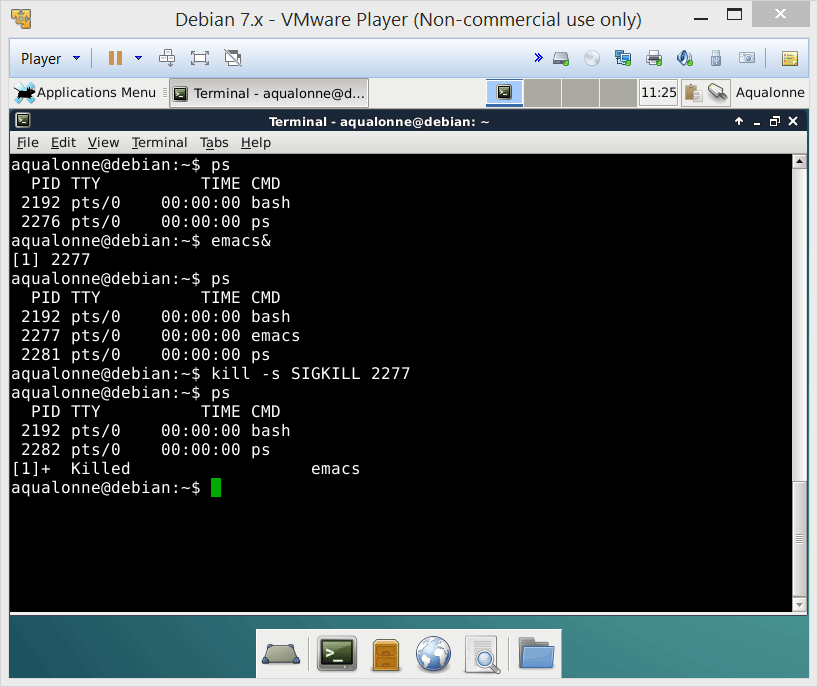 Debian 7.x - VMware Player (Non-commercial use only)
Player
Applications Menu Terminal - aqualonne@d... 11:25 Aqualonne
Terminal - aqualonne@debian: ~
File Edit View Terminal Tabs Help
aqualonne@debian:~$ ps
  PID TTY          TIME CMD
 2192 pts/0    00:00:00 bash
 2276 pts/0    00:00:00 ps
aqualonne@debian:~$ emacs&
[1] 2277
aqualonne@debian:~$ ps
  PID TTY          TIME CMD
 2192 pts/0    00:00:00 bash
 2277 pts/0    00:00:00 emacs
 2281 pts/0    00:00:00 ps
aqualonne@debian:~$ kill -s SIGKILL 2277
aqualonne@debian:~$ ps
  PID TTY          TIME CMD
 2192 pts/0    00:00:00 bash
 2282 pts/0    00:00:00 ps
[1]+  Killed                  emacs
aqualonne@debian:~$